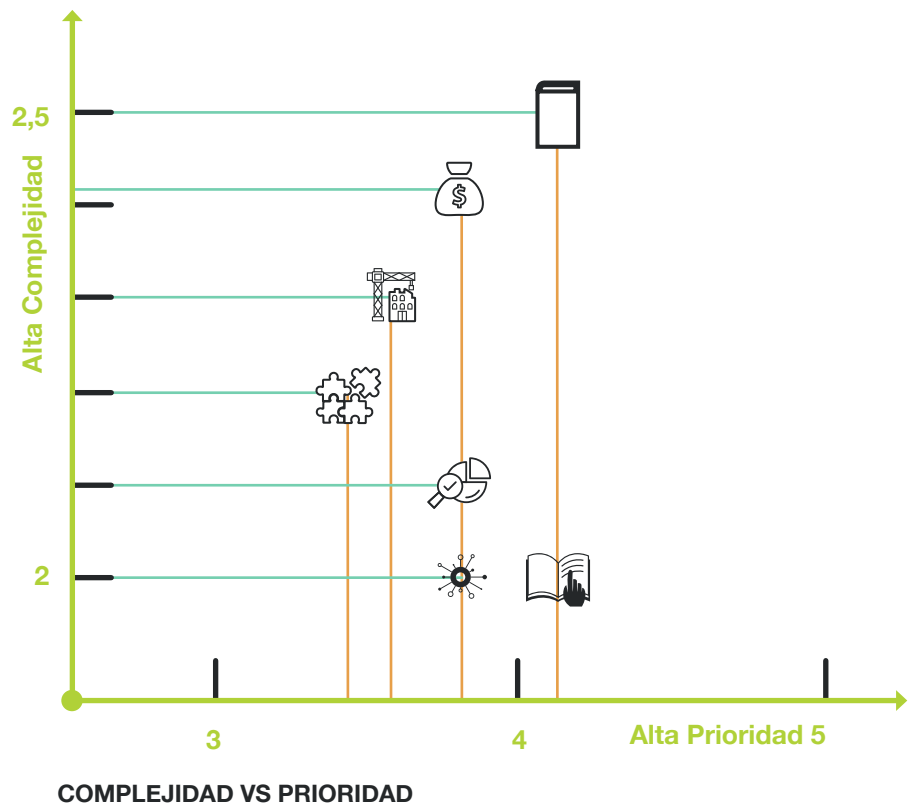 2,5
Alta Complejidad
$
2
3
4
Alta Prioridad 5
COMPLEJIDAD VS PRIORIDAD